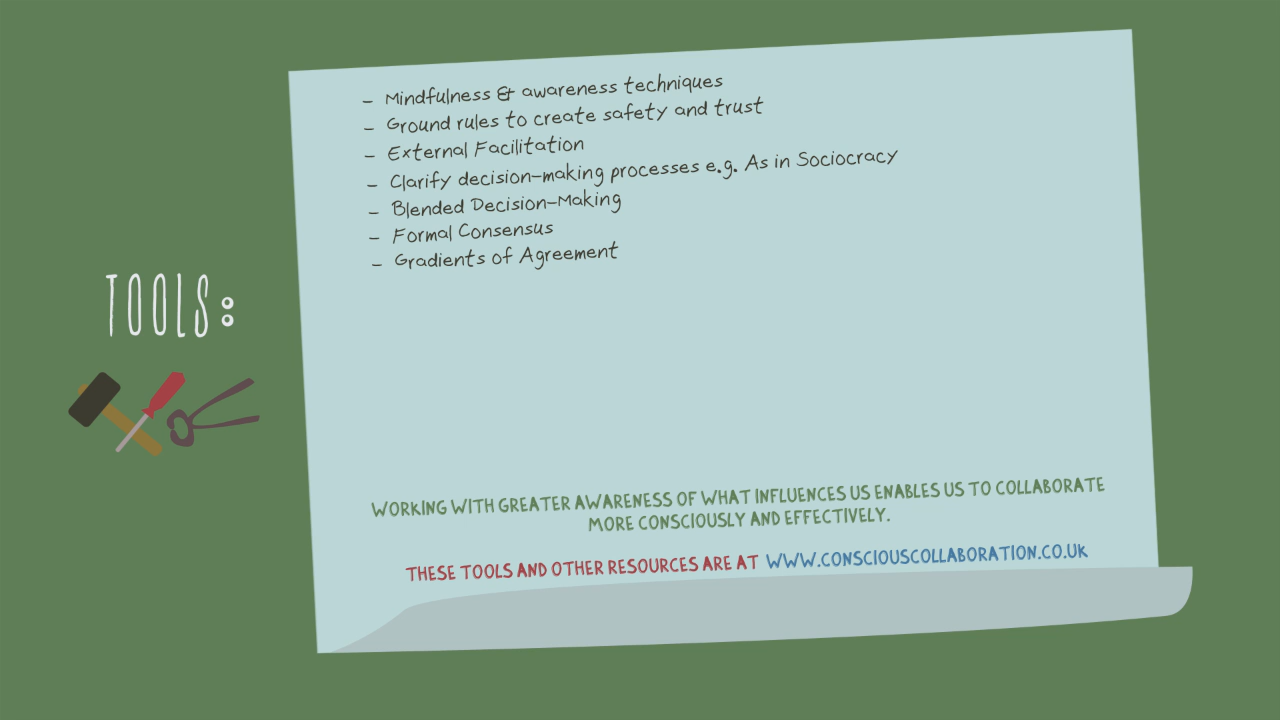 TOOLS:
– Mindfulness & awareness techniques
– Ground rules to create safety and trust
– External Facilitation
– Clarify decision-making processes e.g. As in Sociocracy
– Blended Decision-Making
– Formal Consensus
– Gradients of Agreement
WORKING WITH GREATER AWARENESS OF WHAT INFLUENCES US ENABLES US TO COLLABORATE
MORE CONSCIOUSLY AND EFFECTIVELY.
THESE TOOLS AND OTHER RESOURCES ARE AT WWW.CONSCIOUSCOLLABORATION.CO.UK